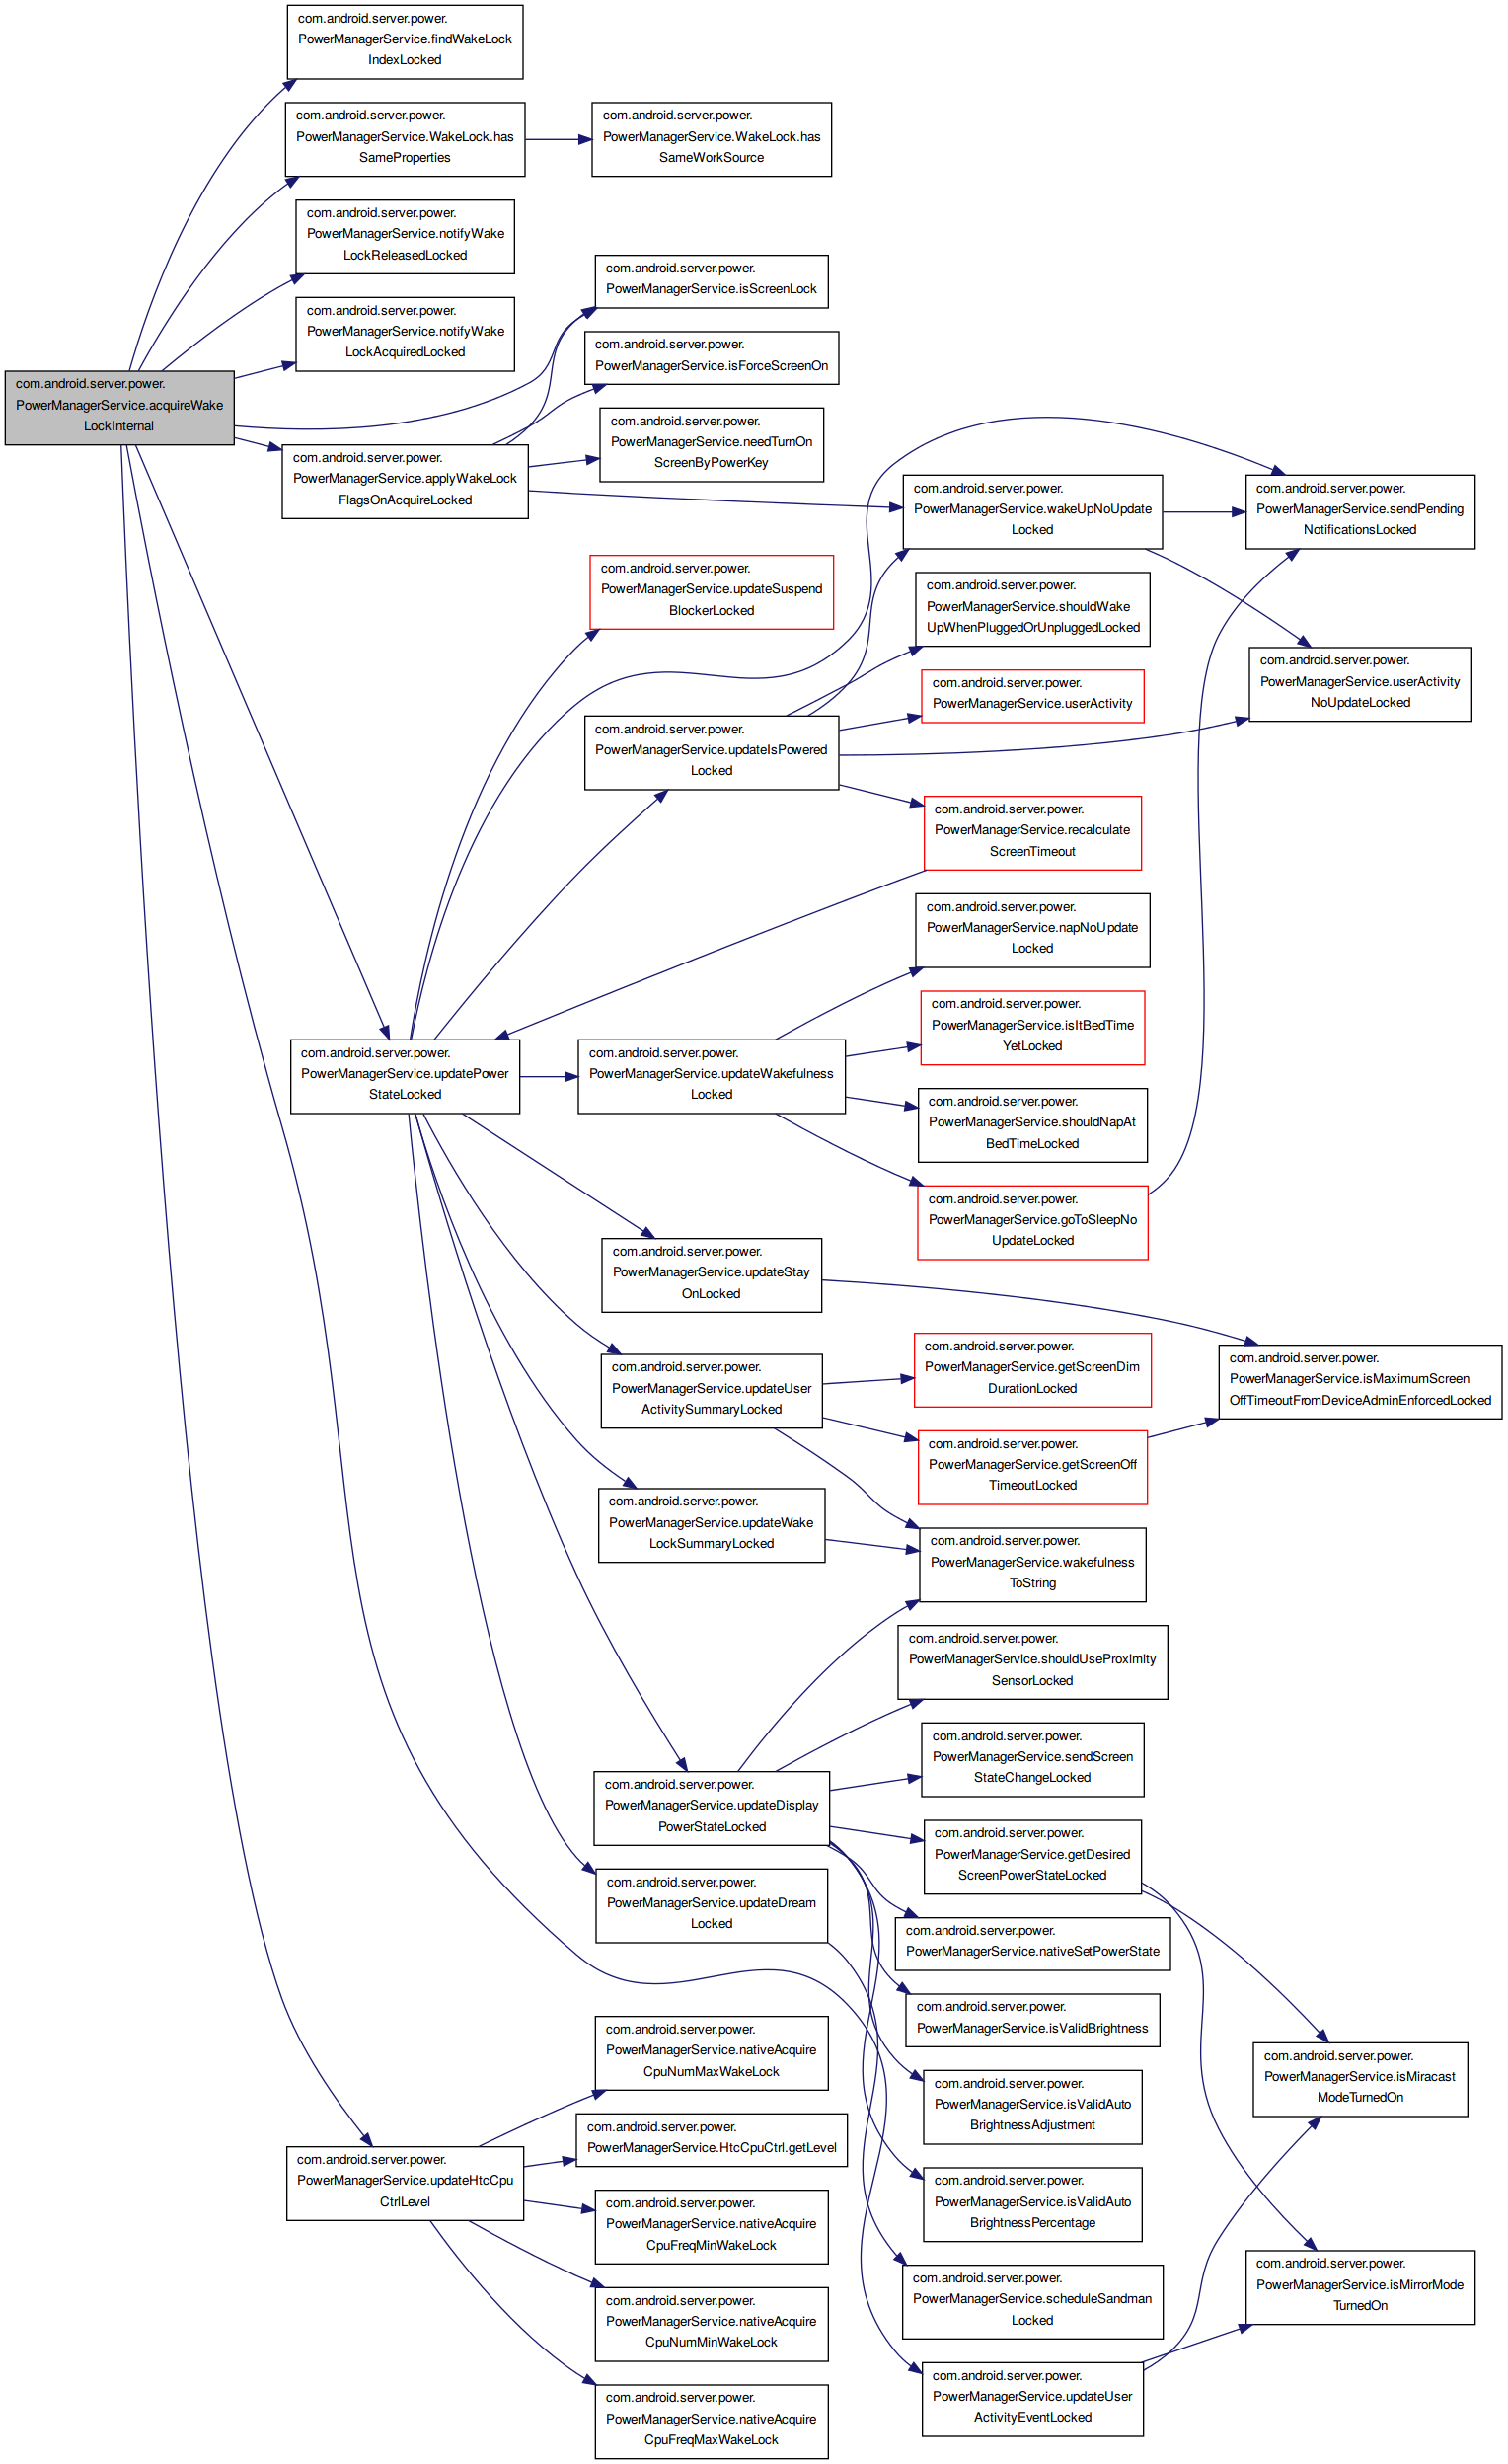 com.android.server.power.
PowerManagerService.findWakeLock
IndexLocked
com.android.server.power.
PowerManagerService.WakeLock.has
SameProperties
com.android.server.power.
PowerManagerService.WakeLock.has
SameWorkSource
com.android.server.power.
PowerManagerService.notifyWake
LockReleasedLocked
com.android.server.power.
PowerManagerService.isScreenLock
com.android.server.power.
PowerManagerService.notifyWake
LockAcquiredLocked
com.android.server.power.
PowerManagerService.isForceScreenOn
com.android.server.power.
PowerManagerService.acquireWake
LockInternal
com.android.server.power.
PowerManagerService.needTurnOn
ScreenByPowerKey
com.android.server.power.
PowerManagerService.applyWakeLock
FlagsOnAcquireLocked
com.android.server.power.
PowerManagerService.wakeUpNoUpdate
Locked
com.android.server.power.
PowerManagerService.sendPending
NotificationsLocked
com.android.server.power.
PowerManagerService.updateSuspend
BlockerLocked
com.android.server.power.
PowerManagerService.shouldWake
UpWhenPluggedOrUnpluggedLocked
com.android.server.power.
PowerManagerService.userActivity
NoUpdateLocked
com.android.server.power.
PowerManagerService.userActivity
com.android.server.power.
PowerManagerService.updateIsPowered
Locked
com.android.server.power.
PowerManagerService.recalculate
ScreenTimeout
com.android.server.power.
PowerManagerService.napNoUpdate
Locked
com.android.server.power.
PowerManagerService.isItBedTime
YetLocked
com.android.server.power.
PowerManagerService.updatePower
StateLocked
com.android.server.power.
PowerManagerService.updateWakefulness
Locked
com.android.server.power.
PowerManagerService.shouldNapAt
BedTimeLocked
com.android.server.power.
PowerManagerService.goToSleepNo
UpdateLocked
com.android.server.power.
PowerManagerService.updateStay
OnLocked
com.android.server.power.
PowerManagerService.getScreenDim
DurationLocked
com.android.server.power.
PowerManagerService.isMaximumScreen
OffTimeoutFromDeviceAdminEnforcedLocked
com.android.server.power.
PowerManagerService.updateUser
ActivitySummaryLocked
com.android.server.power.
PowerManagerService.getScreenOff
TimeoutLocked
com.android.server.power.
PowerManagerService.updateWake
LockSummaryLocked
com.android.server.power.
PowerManagerService.wakefulness
ToString
com.android.server.power.
PowerManagerService.shouldUseProximity
SensorLocked
com.android.server.power.
PowerManagerService.sendScreen
StateChangeLocked
com.android.server.power.
PowerManagerService.updateDisplay
PowerStateLocked
com.android.server.power.
PowerManagerService.getDesired
ScreenPowerStateLocked
com.android.server.power.
PowerManagerService.updateDream
Locked
com.android.server.power.
PowerManagerService.nativeSetPowerState
com.android.server.power.
PowerManagerService.isValidBrightness
com.android.server.power.
PowerManagerService.nativeAcquire
CpuNumMaxWakeLock
com.android.server.power.
PowerManagerService.isMiracast
ModeTurnedOn
com.android.server.power.
PowerManagerService.isValidAuto
BrightnessAdjustment
com.android.server.power.
PowerManagerService.HtcCpuCtrl.getLevel
com.android.server.power.
PowerManagerService.updateHtcCpu
CtrlLevel
com.android.server.power.
PowerManagerService.isValidAuto
BrightnessPercentage
com.android.server.power.
PowerManagerService.nativeAcquire
CpuFreqMinWakeLock
com.android.server.power.
PowerManagerService.isMirrorMode
TurnedOn
com.android.server.power.
PowerManagerService.scheduleSandman
Locked
com.android.server.power.
PowerManagerService.nativeAcquire
CpuNumMinWakeLock
com.android.server.power.
PowerManagerService.updateUser
ActivityEventLocked
com.android.server.power.
PowerManagerService.nativeAcquire
CpuFreqMaxWakeLock